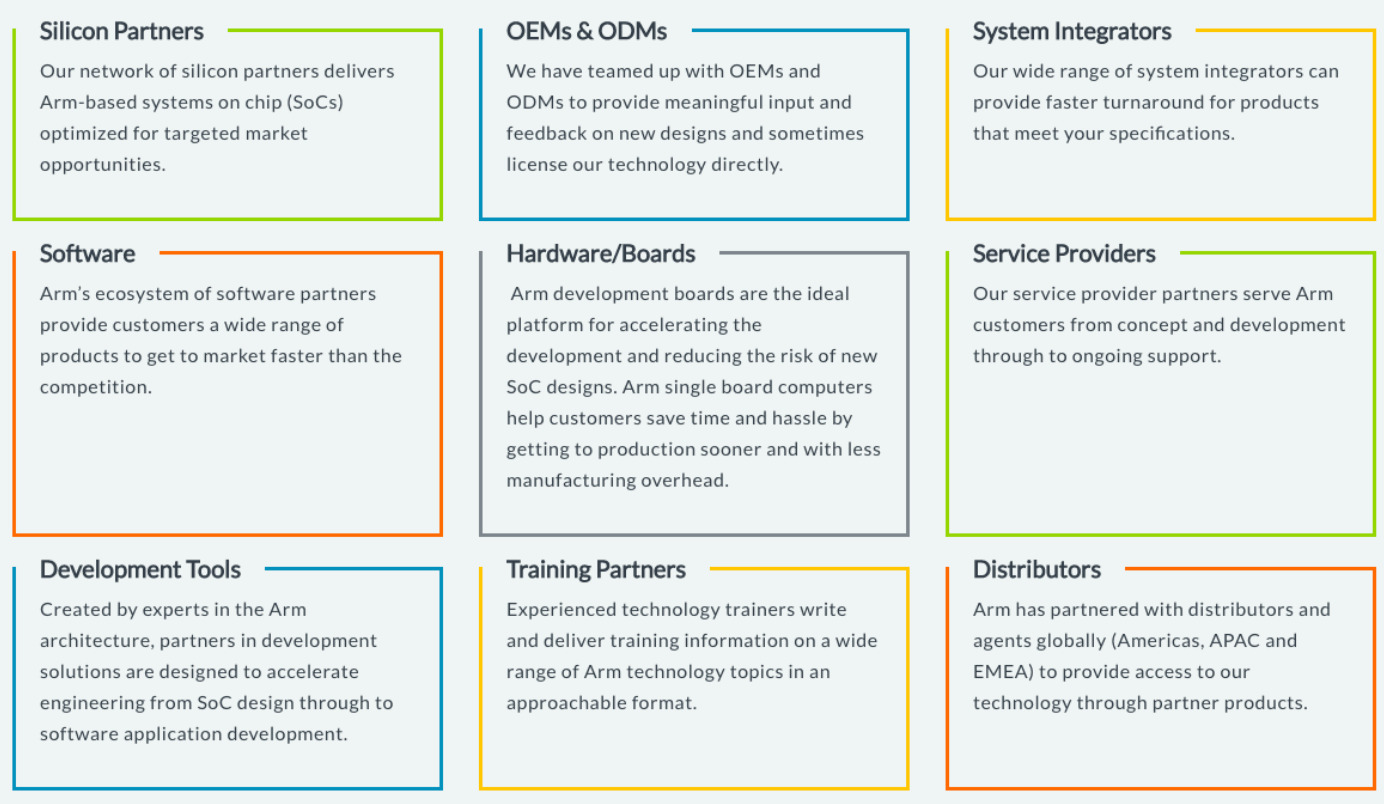 Silicon Partners
Our network of silicon partners delivers
Arm-based systems on chip (SoCs)
optimized for targeted market
opportunities.
OEMs & ODMs
We have teamed up with OEMs and
ODMs to provide meaningful input and
feedback on new designs and sometimes
license our technology directly.
System Integrators
Our wide range of system integrators can
provide faster turnaround for products
that meet your specifications.
Software
Arm’s ecosystem of software partners
provide customers a wide range of
products to get to market faster than the
competition.
Hardware/Boards
Arm development boards are the ideal
platform for accelerating the
development and reducing the risk of new
SoC designs. Arm single board computers
help customers save time and hassle by
getting to production sooner and with less
manufacturing overhead.
Service Providers
Our service provider partners serve Arm
customers from concept and development
through to ongoing support.
Development Tools
Created by experts in the Arm
architecture, partners in development
solutions are designed to accelerate
engineering from SoC design through to
software application development.
Training Partners
Experienced technology trainers write
and deliver training information on a wide
range of Arm technology topics in an
approachable format.
Distributors
Arm has partnered with distributors and
agents globally (Americas, APAC and
EMEA) to provide access to our
technology through partner products.